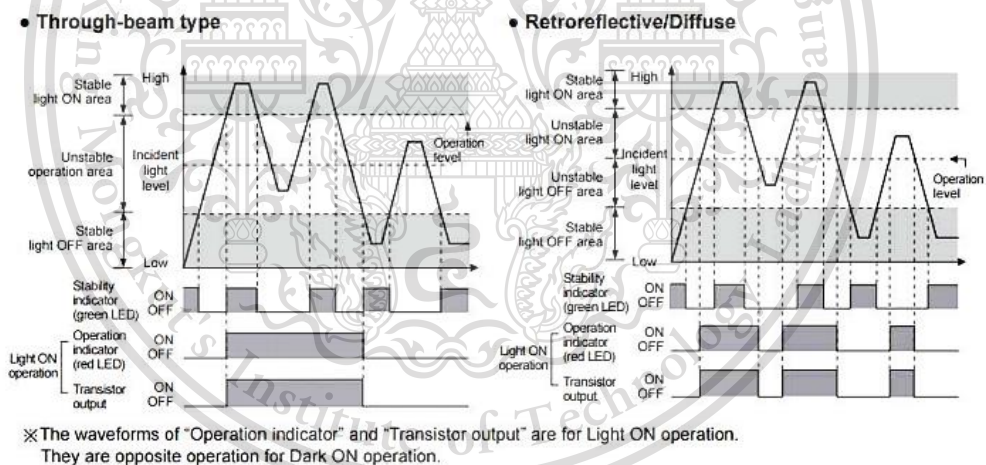 • Through-beam type
Stable
light ON area
Unstable
operation area
Stable
light OFF area
High
Incident
light
level
Low
Operation
level
Stability
indicator
(green LED)
ON
OFF
Light ON
operation
Operation
indicator
(red LED)
ON
OFF
Transistor
output
ON
OFF
• Retroreflective/Diffuse
Stable
light ON area
Unstable
light ON area
Unstable
light OFF area
Stable
light OFF area
High
Incident
light
level
Low
Operation
level
Stability
indicator
(green LED)
ON
OFF
Light ON
operation
Operation
indicator
(red LED)
ON
OFF
Transistor
output
ON
OFF
※The waveforms of "Operation indicator" and "Transistor output" are for Light ON operation.
They are opposite operation for Dark ON operation.
Institute of Technology